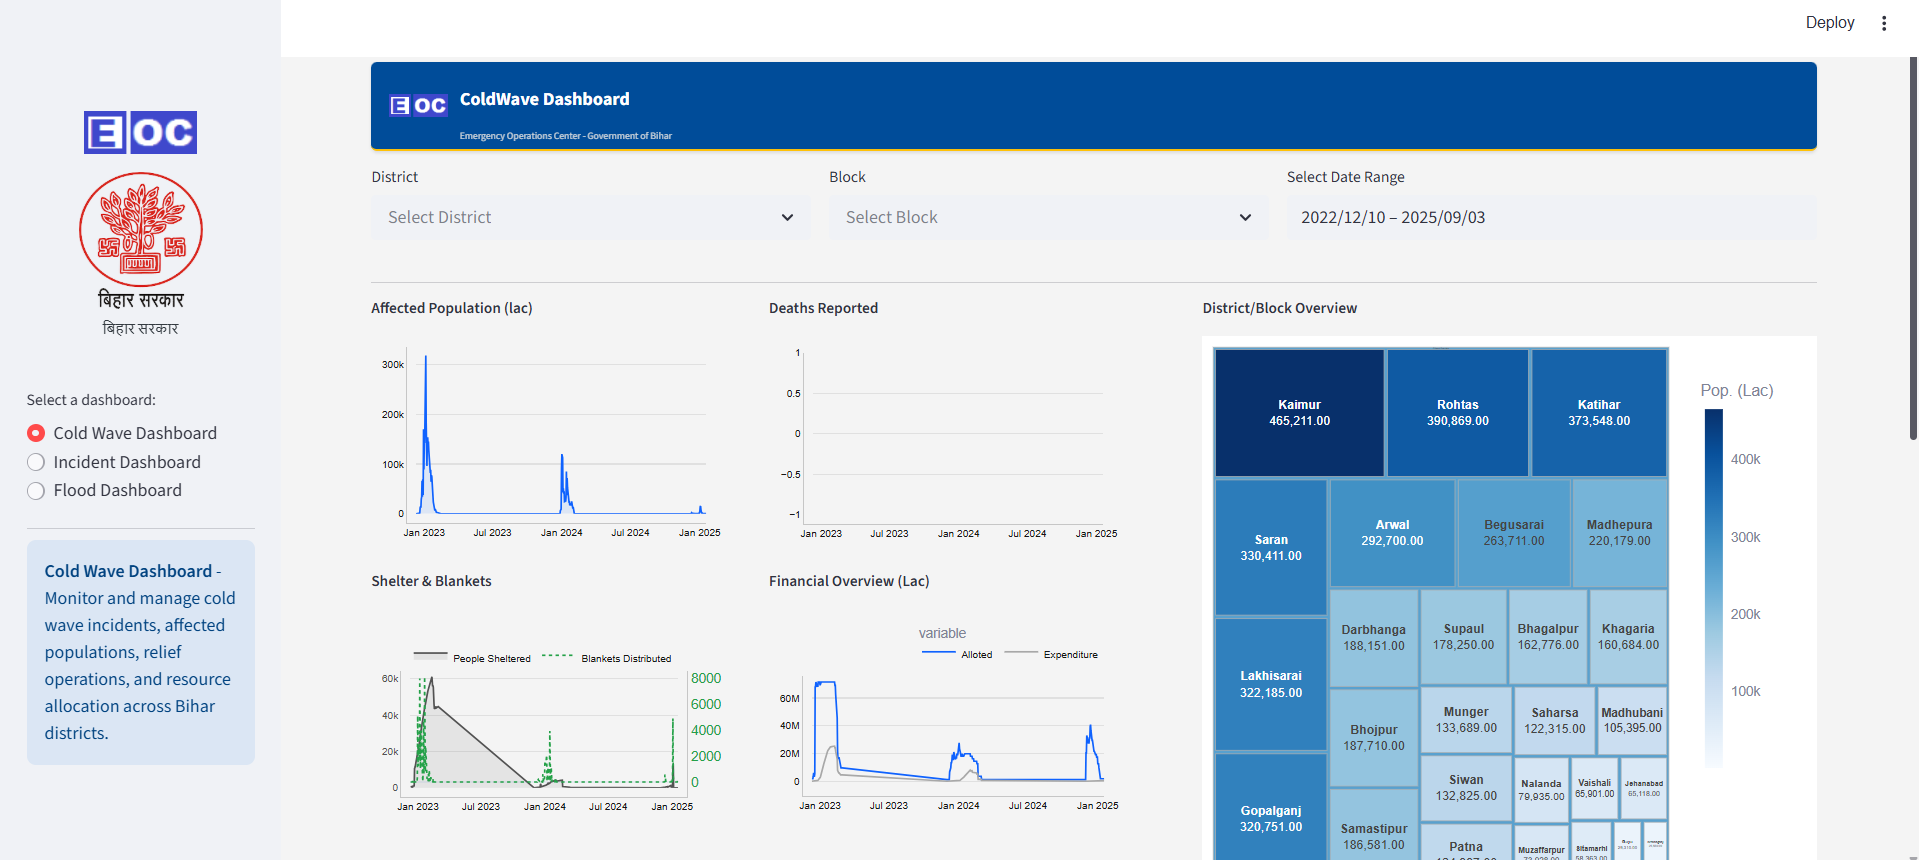 Deploy
EOC
बिहार सरकार
बिहार सरकार
Select a dashboard:
Cold Wave Dashboard
Incident Dashboard
Flood Dashboard
Cold Wave Dashboard -
Monitor and manage cold
wave incidents, affected
populations, relief
operations, and resource
allocation across Bihar
districts.
EOC
ColdWave Dashboard
Emergency Operations Center - Government of Bihar
District
Block
Select Date Range
Select District
Select Block
2022/12/10 – 2025/09/03
Affected Population (lac)
300k
200k
100k
0
Jan 2023 Jul 2023 Jan 2024 Jul 2024 Jan 2025
Deaths Reported
1
0.5
0
−0.5
−1
Jan 2023 Jul 2023 Jan 2024 Jul 2024 Jan 2025
Shelter & Blankets
People Sheltered Blankets Distributed
60k
40k
20k
0
8000
6000
4000
2000
0
Jan 2023 Jul 2023 Jan 2024 Jul 2024 Jan 2025
Financial Overview (Lac)
variable
Alloted Expenditure
60M
40M
20M
0
Jan 2023 Jul 2023 Jan 2024 Jul 2024 Jan 2025
District/Block Overview
Kaimur
465,211.00
Rohtas
390,869.00
Katihar
373,548.00
Saran
330,411.00
Arwal
292,700.00
Begusarai
263,711.00
Madhepura
220,179.00
Lakhisarai
322,185.00
Darbhanga
188,151.00
Supaul
178,250.00
Bhagalpur
162,776.00
Khagaria
160,684.00
Bhojpur
187,710.00
Munger
133,689.00
Saharsa
122,315.00
Madhubani
105,395.00
Gopalganj
320,751.00
Siwan
132,825.00
Nalanda
79,935.00
Vaishali
65,901.00
Jehanabad
65,118.00
Samastipur
186,581.00
Patna
Muzaffarpur
Sitamarhi
58,363.00
Pop. (Lac)
400k
300k
200k
100k